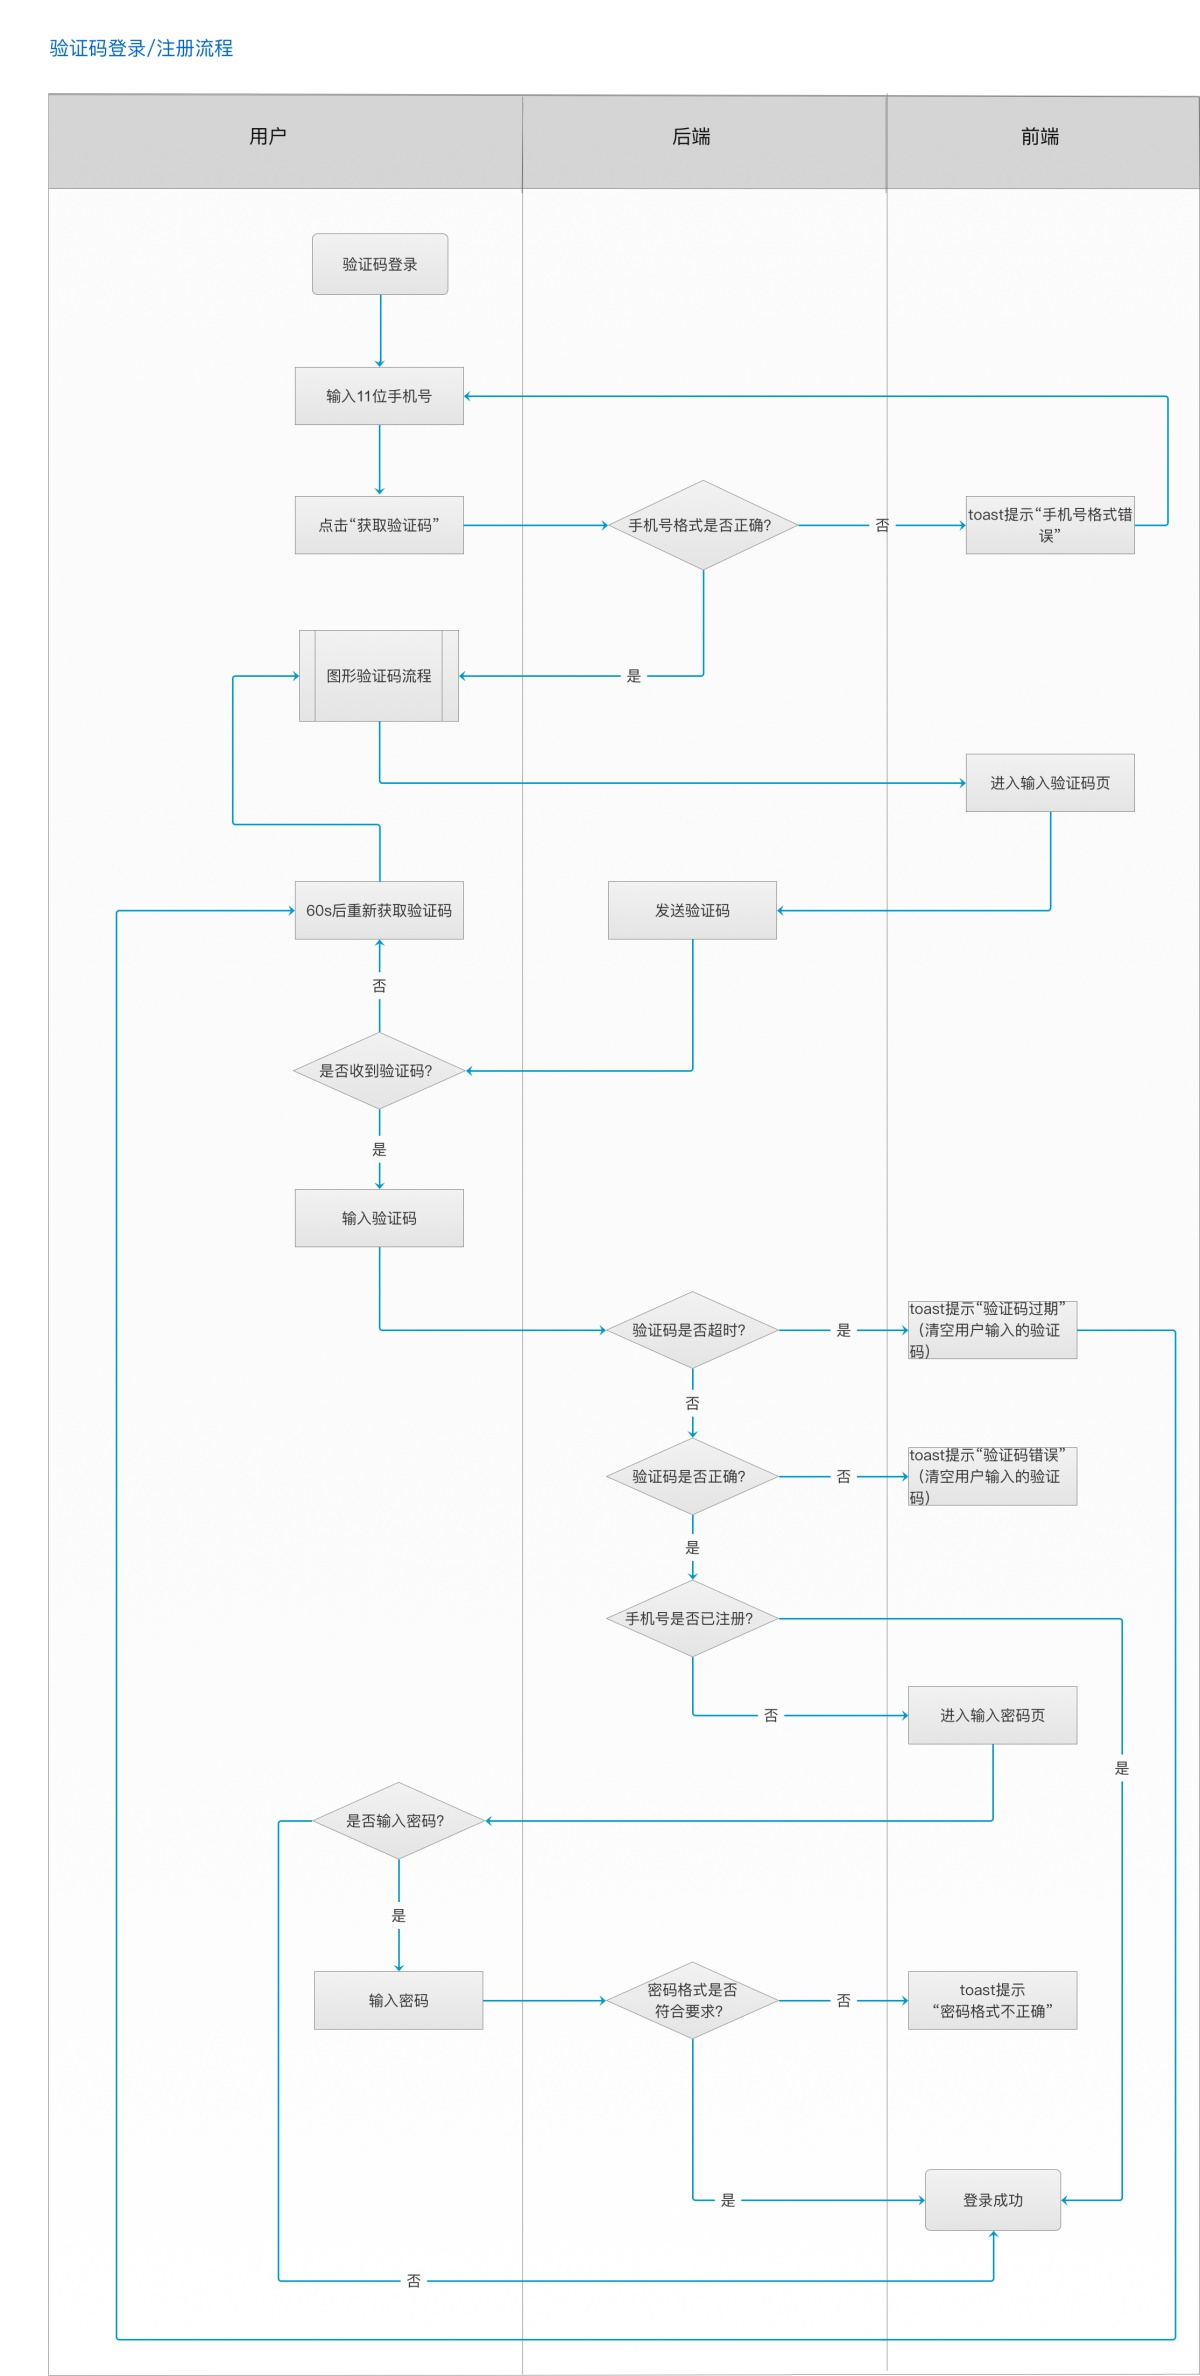 验证码登录/注册流程
用户
后端
前端
验证码登录
输入11位手机号
点击“获取验证码”
手机号格式是否正确?
否
toast提示“手机号格式错
误”
图形验证码流程
是
进入输入验证码页
60s后重新获取验证码
发送验证码
否
是否收到验证码?
是
输入验证码
验证码是否超时?
是
toast提示“验证码过期”
（清空用户输入的验证
码）
否
验证码是否正确?
否
toast提示“验证码错误”
（清空用户输入的验证
码）
是
手机号是否已注册?
否
进入输入密码页
是
是否输入密码?
是
输入密码
密码格式是否
符合要求?
否
toast提示
“密码格式不正确”
是
登录成功
否